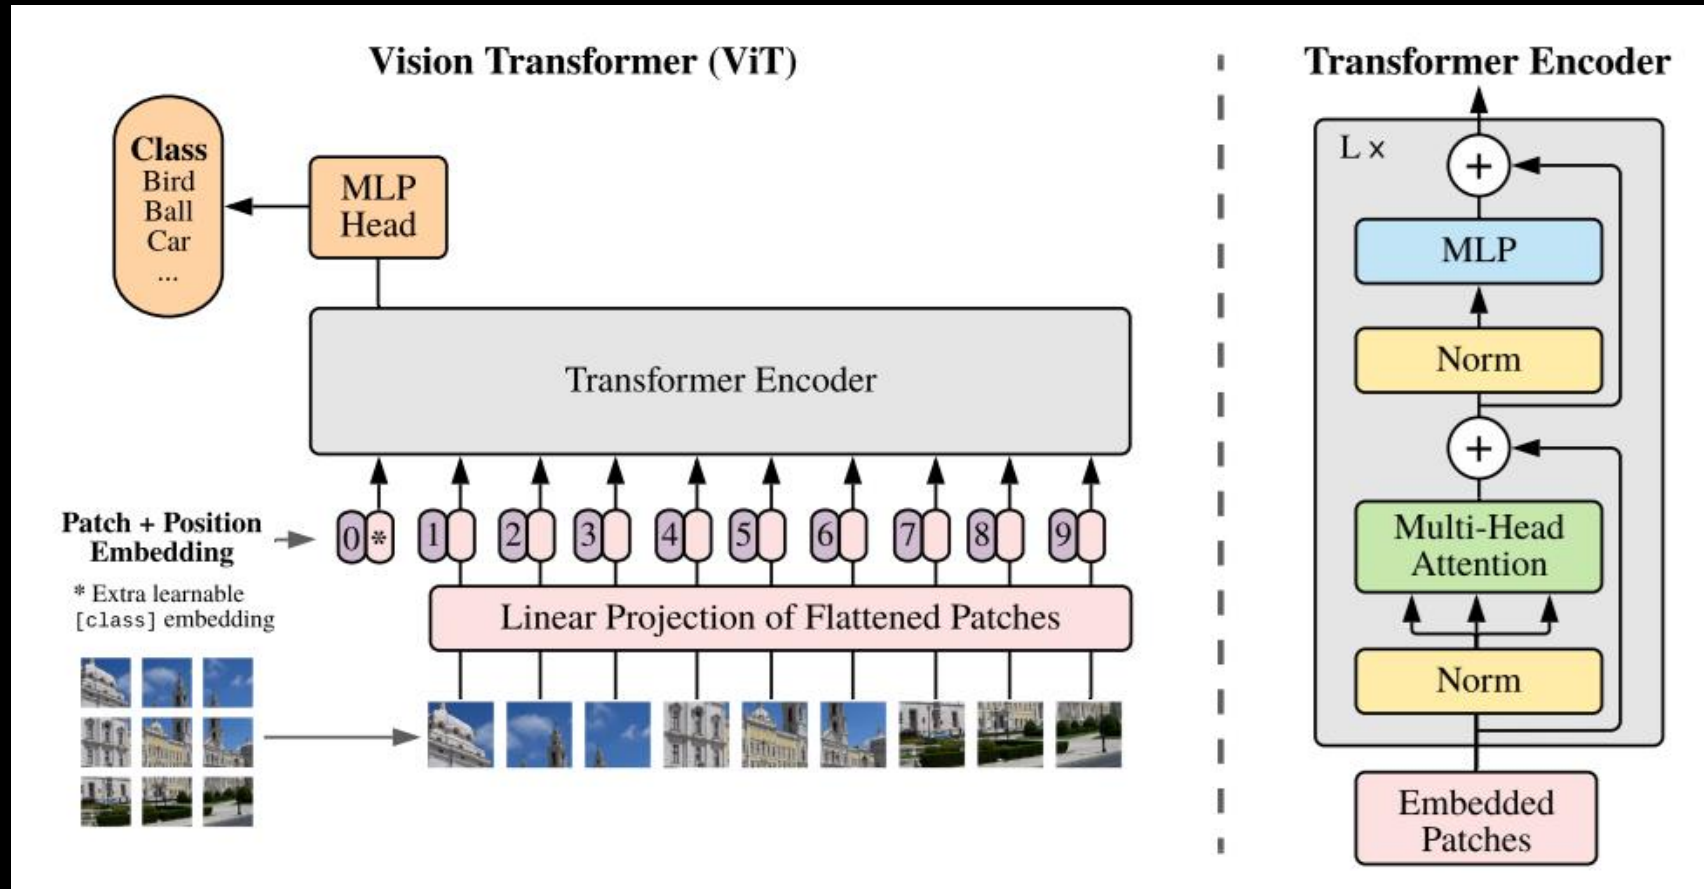 Vision Transformer (ViT)
Class
Bird
Ball
Car
...
MLP
Head
Transformer Encoder
Patch + Position
Embedding
* Extra learnable
[class] embedding
0 * 1 2 3 4 5 6 7 8 9
Linear Projection of Flattened Patches
Transformer Encoder
L ×
+
MLP
Norm
+
Multi-Head
Attention
Norm
Embedded
Patches